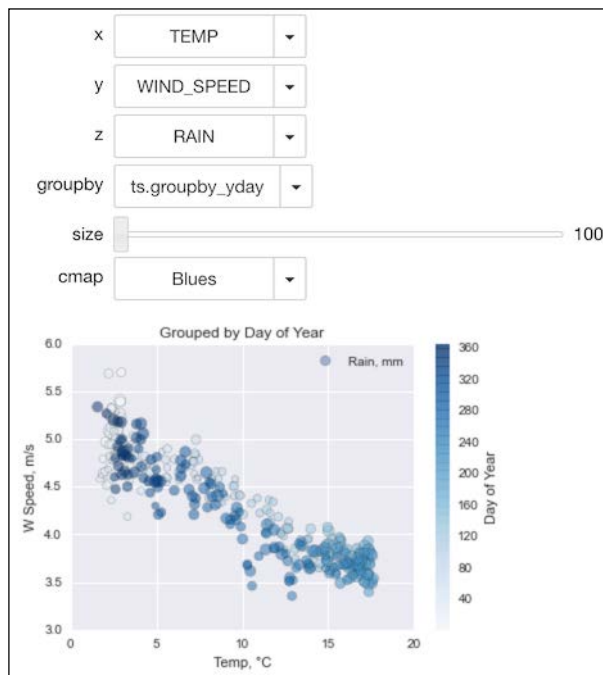 x TEMP
y WIND_SPEED
z RAIN
groupby ts.groupby_yday
size 100
cmap Blues
Grouped by Day of Year
Rain, mm
6.0
5.5
5.0
4.5
4.0
3.5
3.0
W Speed, m/s
0 5 10 15 20
Temp, °C
360
320
280
240
200
160
120
80
40
Day of Year